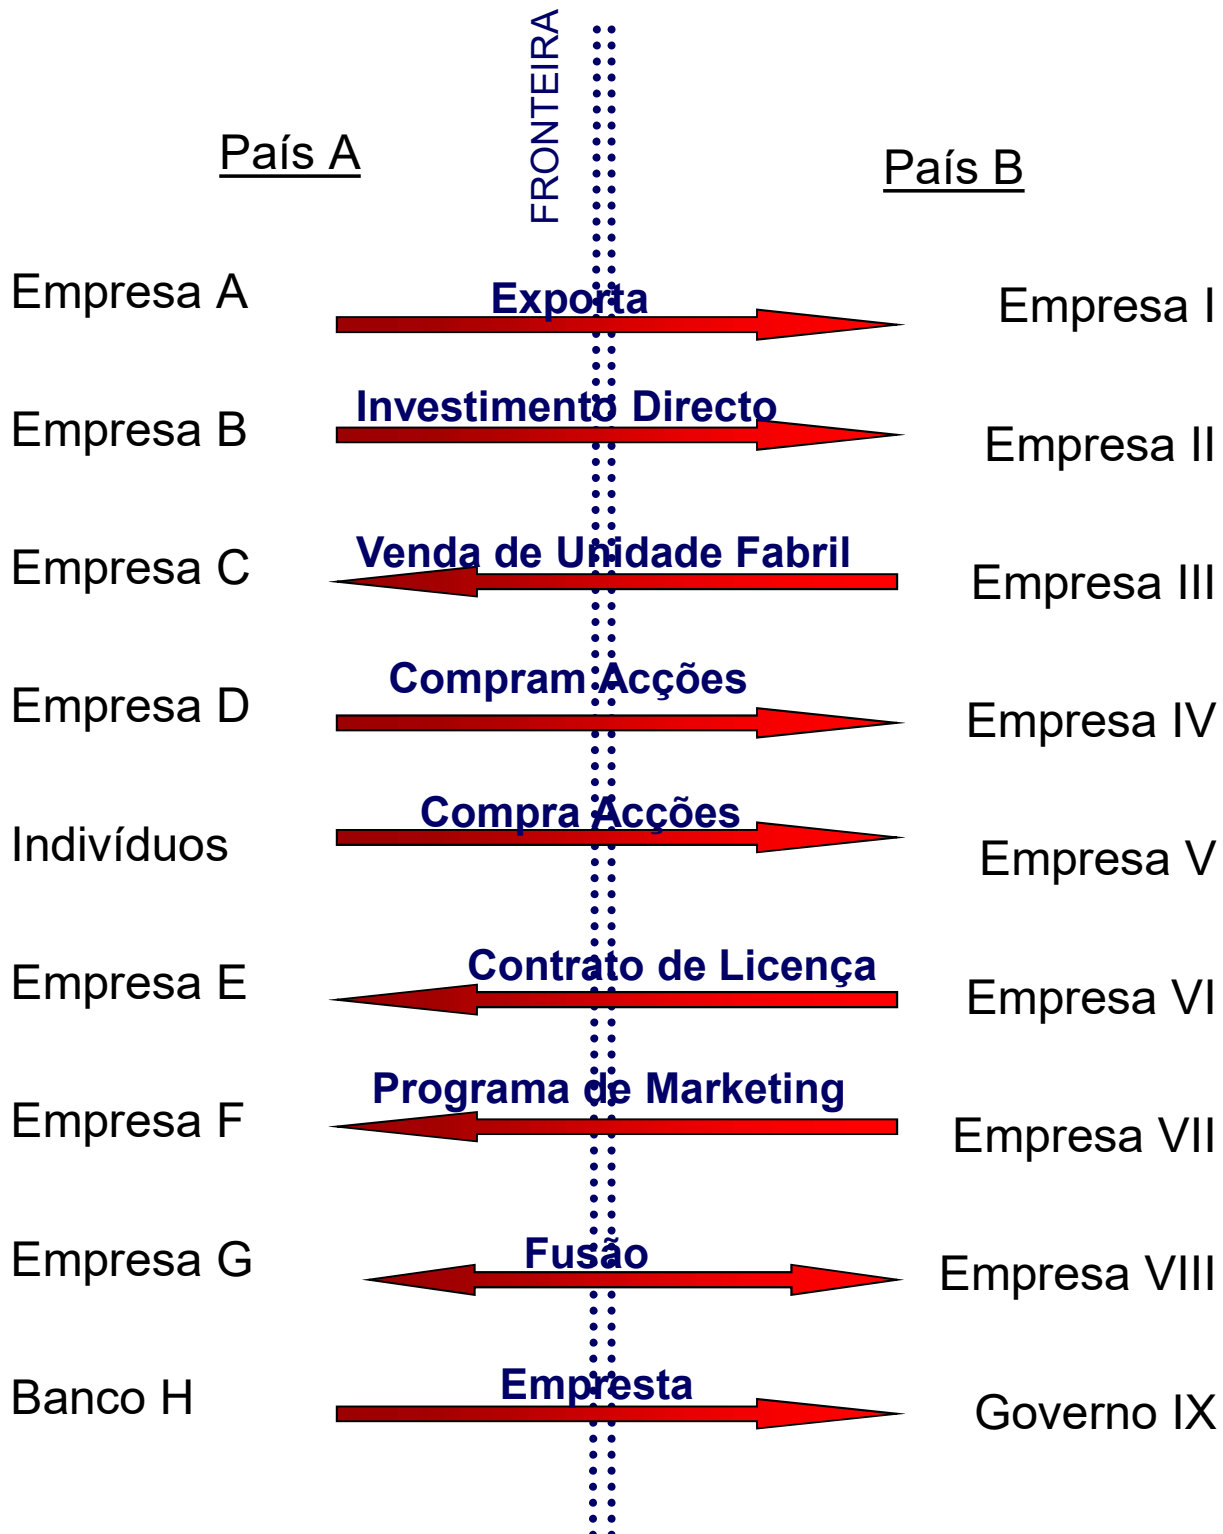 FRONTEIRA
País A
País B
Empresa A
Exporta
Empresa I
Empresa B
Investimento Directo
Empresa II
Empresa C
Venda de Unidade Fabril
Empresa III
Empresa D
Compram Acções
Empresa IV
Indivíduos
Compra Acções
Empresa V
Empresa E
Contrato de Licença
Empresa VI
Empresa F
Programa de Marketing
Empresa VII
Empresa G
Fusão
Empresa VIII
Banco H
Empresta
Governo IX